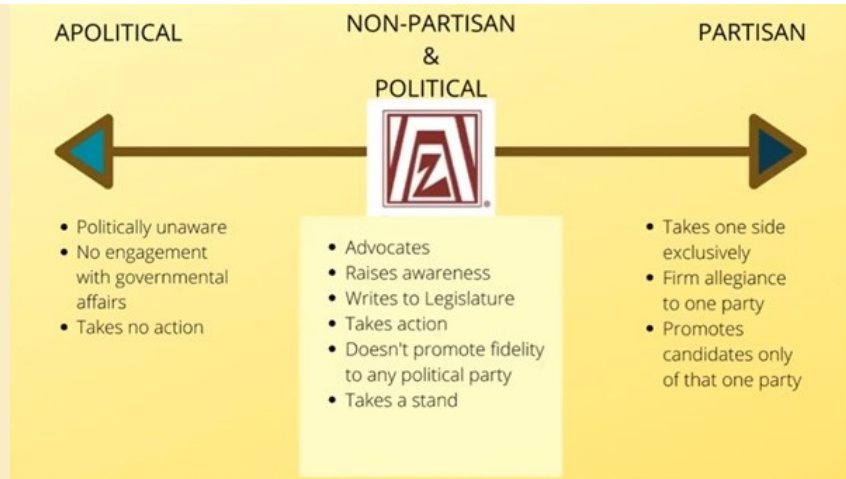 APOLITICAL
NON-PARTISAN
&
POLITICAL
PARTISAN
Z
®
• Politically unaware
• No engagement
with governmental
affairs
• Takes no action
• Advocates
• Raises awareness
• Writes to Legislature
• Takes action
• Doesn't promote fidelity
to any political party
• Takes a stand
• Takes one side
exclusively
• Firm allegiance
to one party
• Promotes
candidates only
of that one party